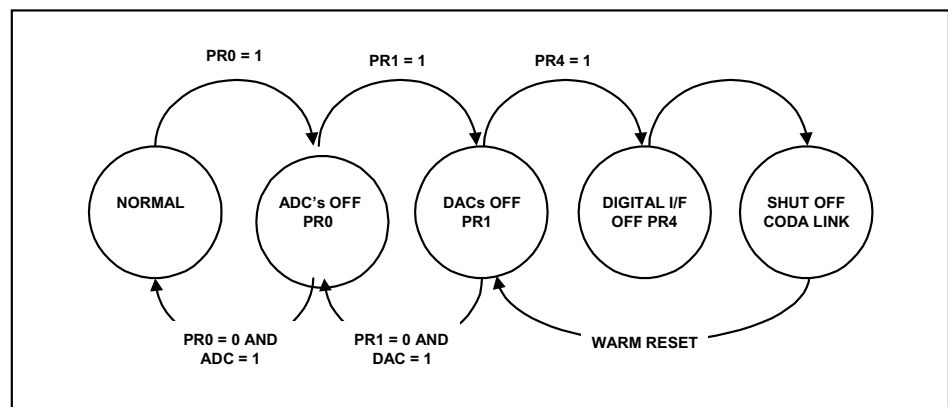 PR0 = 1
PR1 = 1
PR4 = 1
NORMAL
ADC's OFF
PR0
DACs OFF
PR1
DIGITAL I/F
OFF PR4
SHUT OFF
CODA LINK
PR0 = 0 AND
ADC = 1
PR1 = 0 AND
DAC = 1
WARM RESET